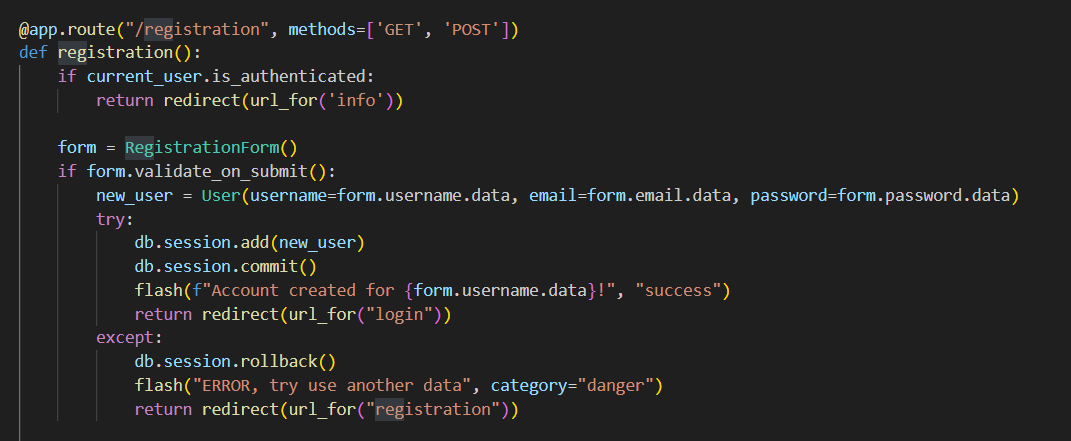 @app.route("/registration", methods=['GET', 'POST'])
def registration():
    if current_user.is_authenticated:
        return redirect(url_for('info'))

    form = RegistrationForm()
    if form.validate_on_submit():
        new_user = User(username=form.username.data, email=form.email.data, password=form.password.data)
        try:
            db.session.add(new_user)
            db.session.commit()
            flash(f"Account created for {form.username.data}!", "success")
            return redirect(url_for("login"))
        except:
            db.session.rollback()
            flash("ERROR, try use another data", category="danger")
            return redirect(url_for("registration"))